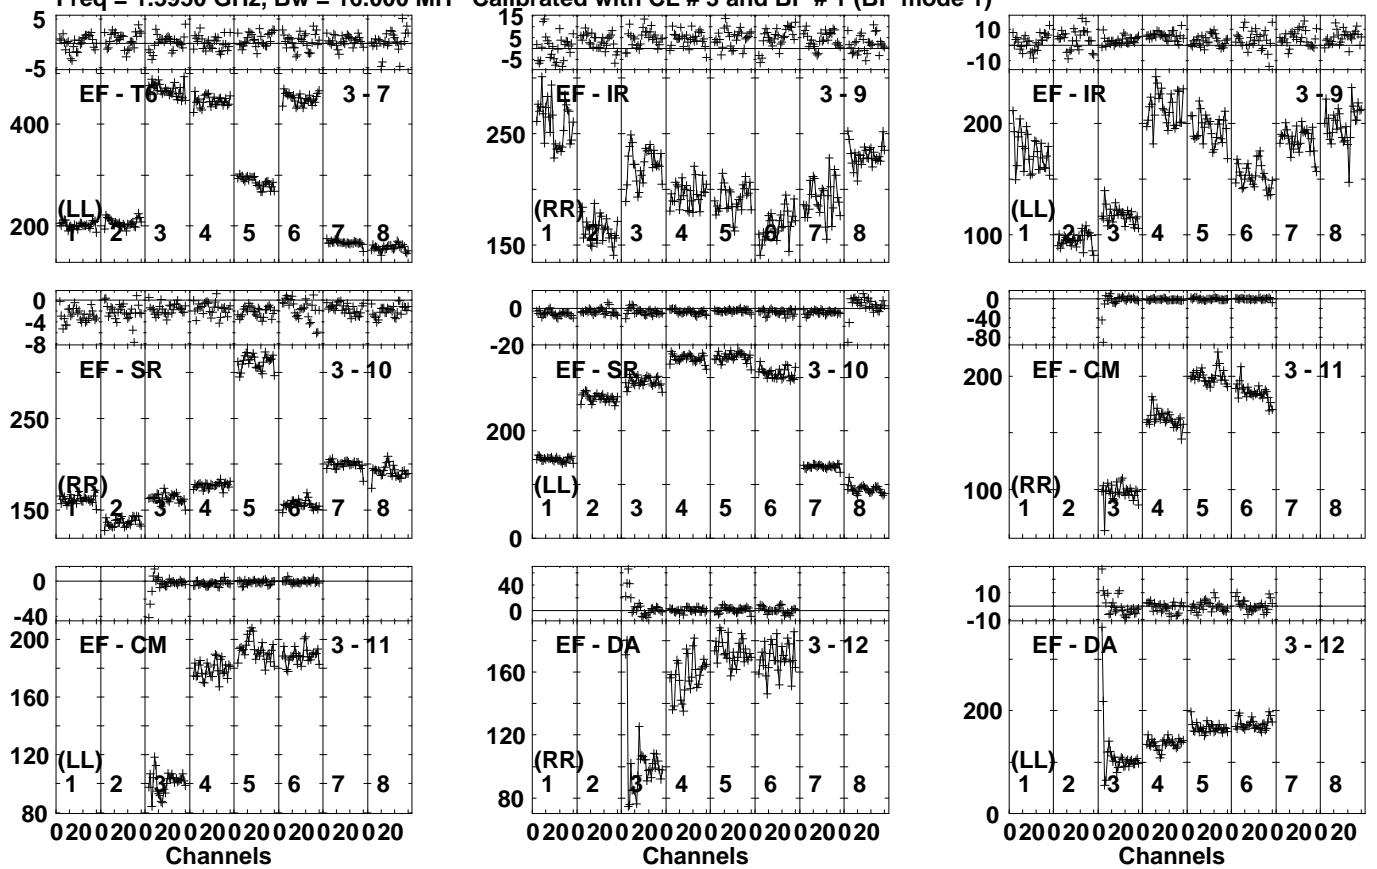 Freq = 1.5950 GHz, Bw = 16.000 MH Calibrated with CL # 3 and BP # 1 (BP mode 1)
5
-5
EF - T6 3 - 7
400
200
(LL)
1 2 3 4 5 6 7 8
15
5
-5
EF - IR 3 - 9
250
150
(RR)
1 2 3 4 5 6 7 8
10
-10
EF - IR 3 - 9
200
100
(LL)
1 2 3 4 5 6 7 8
0
-4
-8
EF - SR 3 - 10
250
150
(RR)
1 2 3 4 5 6 7 8
0
-20
EF - SR 3 - 10
200
0
(LL)
1 2 3 4 5 6 7 8
0
-40
-80
EF - CM 3 - 11
200
100
(RR)
1 2 3 4 5 6 7 8
0
-40
EF - CM 3 - 11
200
160
120
80
(LL)
1 2 3 4 5 6 7 8
0 20 0 20 0 20 0 20 0 20 0 20 0 20 0 20
Channels
40
0
EF - DA 3 - 12
160
120
80
(RR)
1 2 3 4 5 6 7 8
0 20 0 20 0 20 0 20 0 20 0 20 0 20 0 20
Channels
10
-10
EF - DA 3 - 12
200
0
(LL)
1 2 3 4 5 6 7 8
0 20 0 20 0 20 0 20 0 20 0 20 0 20 0 20
Channels